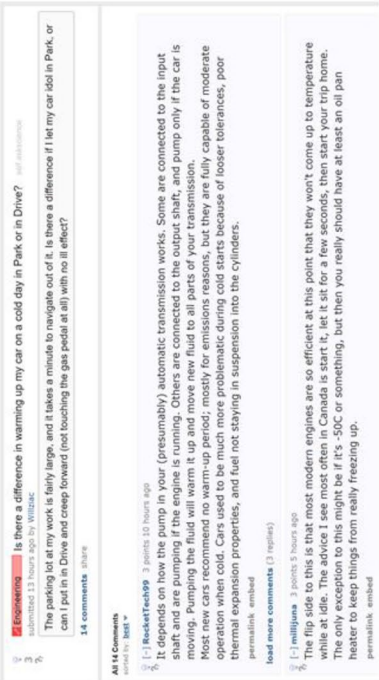 Engineering Is there a difference in warming up my car on a cold day in Park or in Drive? self.askscience
submitted 13 hours ago by Willziac
3
The parking lot at my work is fairly large, and it takes a minute to navigate out of it. Is there a difference if I let my car idol in Park, or
can I put in in Drive and creep forward (not touching the gas pedal at all) with no ill effect?
14 comments share
All 14 Comments
sorted by best
[-] RocketTech99 3 points 10 hours ago
It depends on how the pump in your (presumably) automatic transmission works. Some are connected to the input
shaft and are pumping if the engine is running. Others are connected to the output shaft, and pump only if the car is
moving. Pumping the fluid will warm it up and move new fluid to all parts of your transmission.
Most new cars recommend no warm-up period; mostly for emissions reasons, but they are fully capable of moderate
operation when cold. Cars used to be much more problematic during cold starts because of looser tolerances, poor
thermal expansion properties, and fuel not staying in suspension into the cylinders.
permalink embed
load more comments (3 replies)
[-] millijuna 3 points 5 hours ago
The flip side to this is that most modern engines are so efficient at this point that they won't come up to temperature
while at idle. The advice I see most often in Canada is start it, let it sit for a few seconds, then start your trip home.
The only exception to this might be if it's -50C or something, but then you really should have at least an oil pan
heater to keep things from really freezing up.
permalink embed